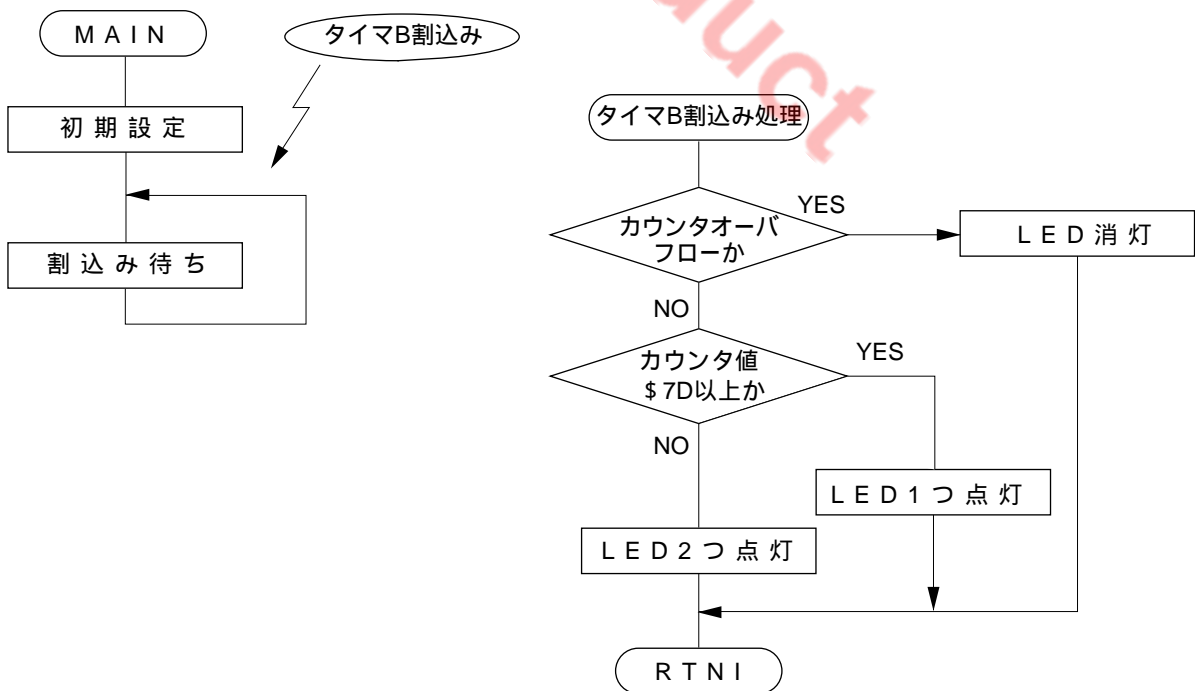 MAIN
タイマB割込み
初期設定
割込み待ち
タイマB割込み処理
カウンタオーバ
フローか
YES
LED消灯
NO
カウンタ値
$7D以上か
YES
NO
LED1つ点灯
LED2つ点灯
RTNI